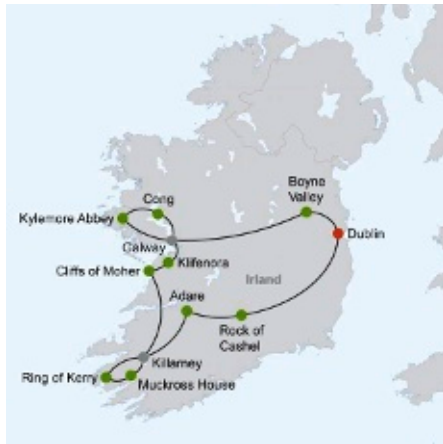 Boyne
Valley
Cong
Kylemore Abbey
Dublin
Galway
Klifenora
Cliffs of Moher
Irland
Adare
Rock of
Cashel
Killarney
Ring of Kerry
Muckross House